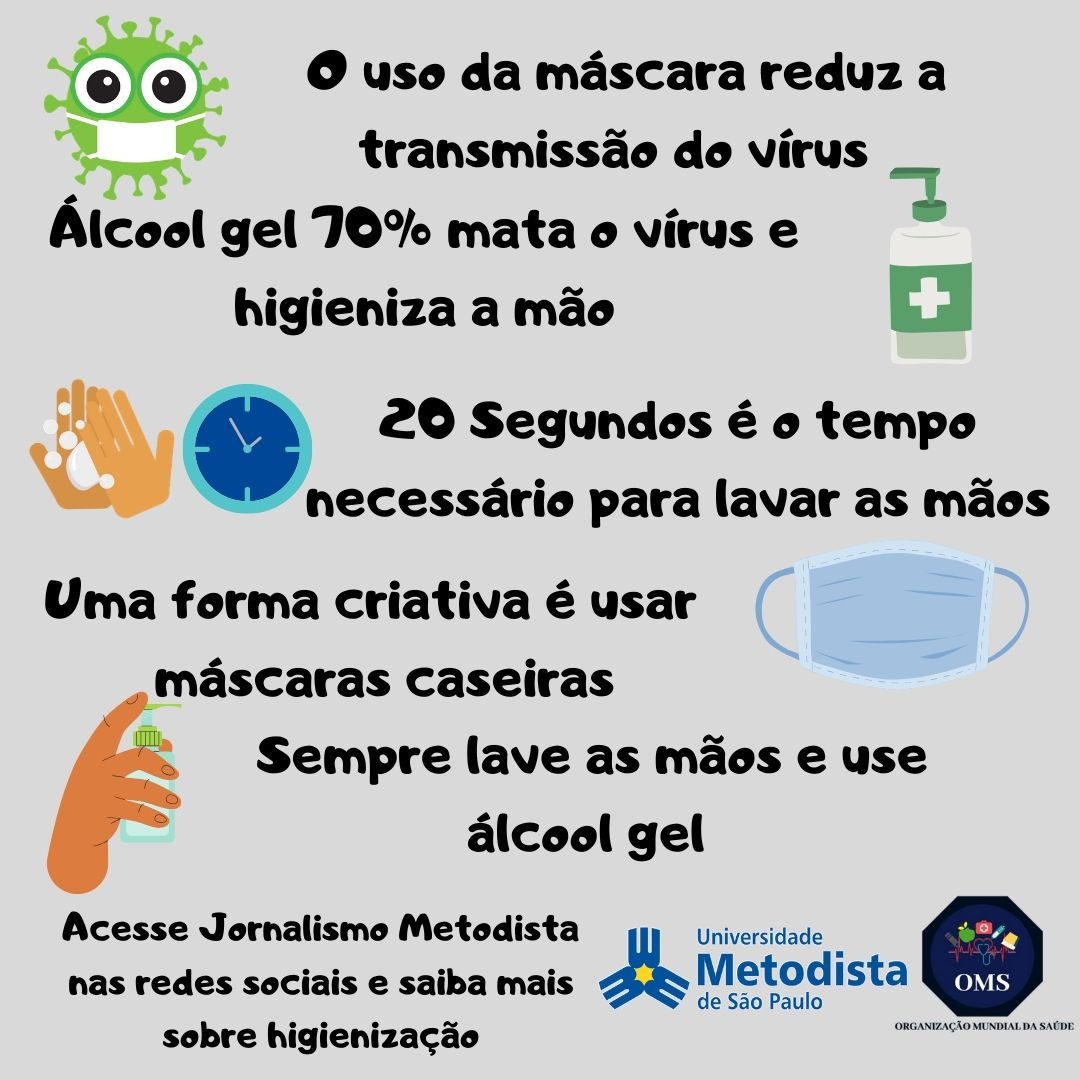 O uso da máscara reduz a
transmissão do vírus
Álcool gel 70% mata o vírus e
higieniza a mão
20 Segundos é o tempo
necessário para lavar as mãos
Uma forma criativa é usar
máscaras caseiras
Sempre lave as mãos e use
álcool gel
Acesse Jornalismo Metodista
nas redes sociais e saiba mais
sobre higienização
Universidade
Metodista
de São Paulo
OMS
ORGANIZAÇÃO MUNDIAL DA SAÚDE